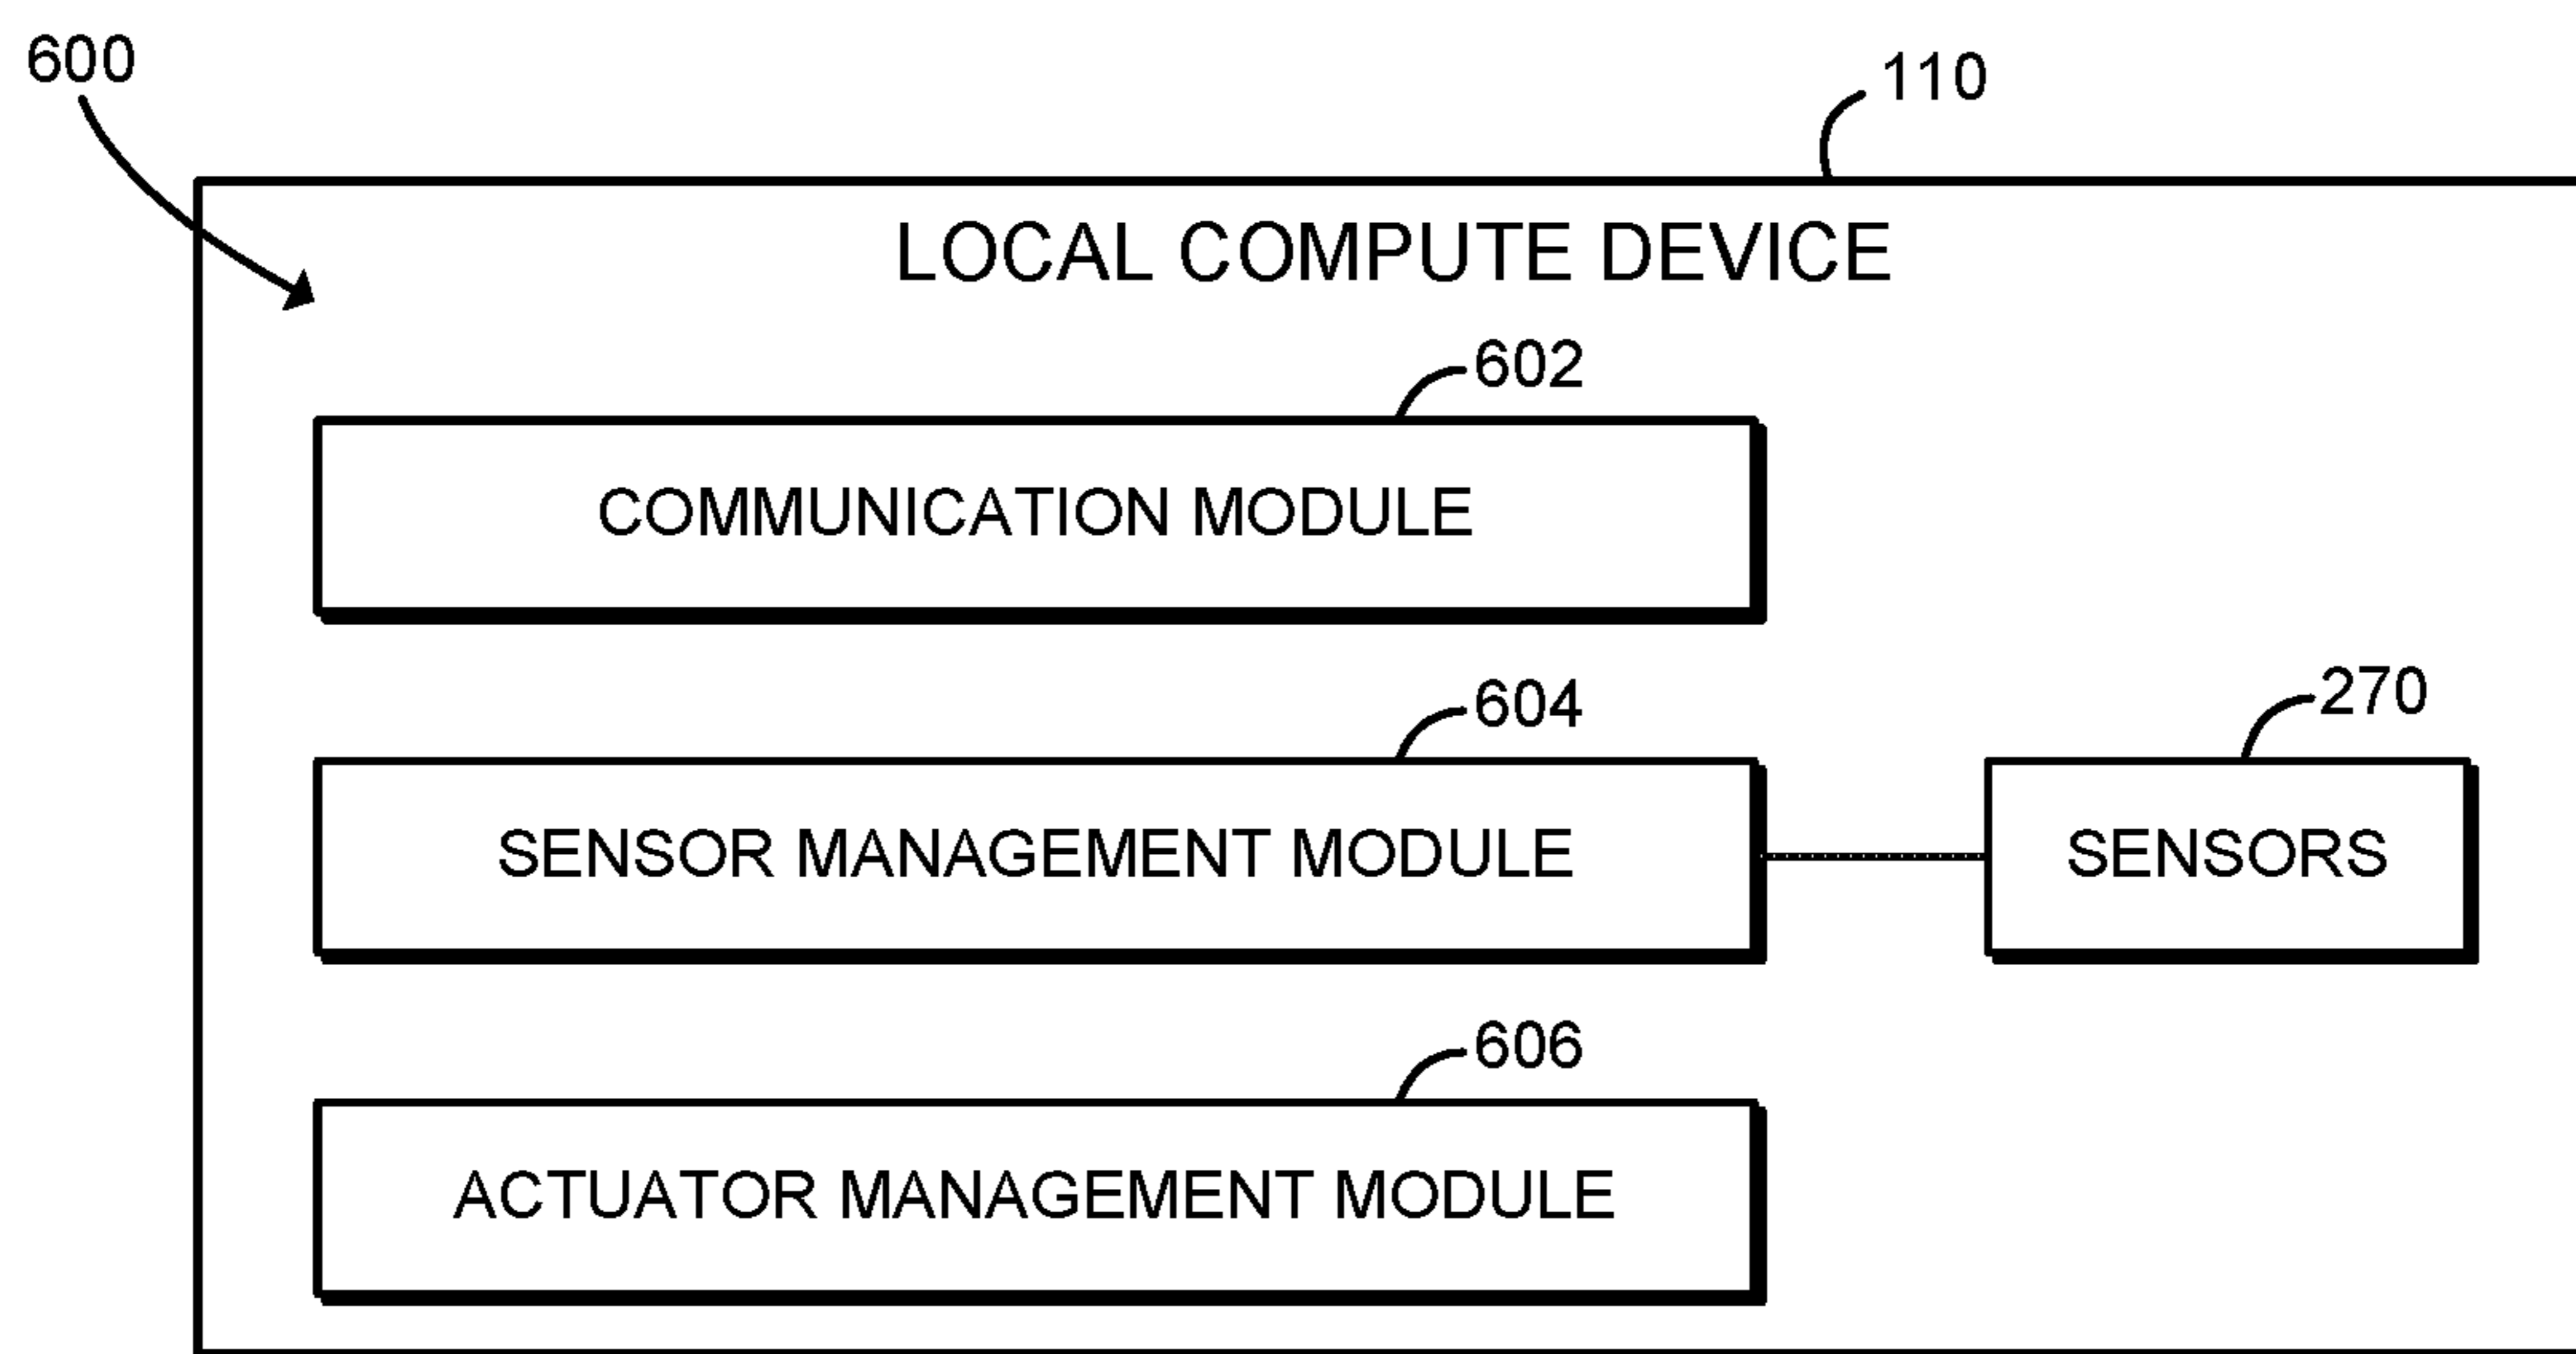 600
110
LOCAL COMPUTE DEVICE
602
COMMUNICATION MODULE
604
270
SENSOR MANAGEMENT MODULE
SENSORS
606
ACTUATOR MANAGEMENT MODULE